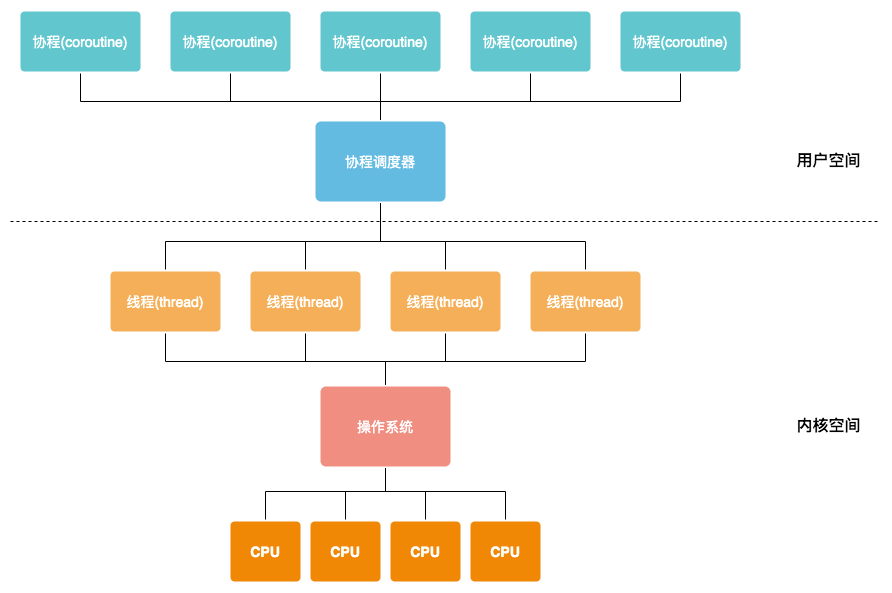 协程(coroutine)
协程(coroutine)
协程(coroutine)
协程(coroutine)
协程(coroutine)
协程调度器
用户空间
线程(thread)
线程(thread)
线程(thread)
线程(thread)
操作系统
内核空间
CPU
CPU
CPU
CPU